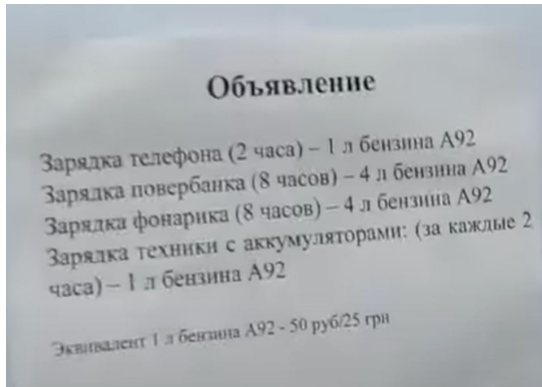 Объявление
Зарядка телефона (2 часа) – 1 л бензина А92
Зарядка повербанка (8 часов) – 4 л бензина А92
Зарядка фонарика (8 часов) – 4 л бензина А92
Зарядка техники с аккумуляторами: (за каждые 2
часа) – 1 л бензина А92
Эквивалент 1 л бензина А92 - 50 руб/25 грн